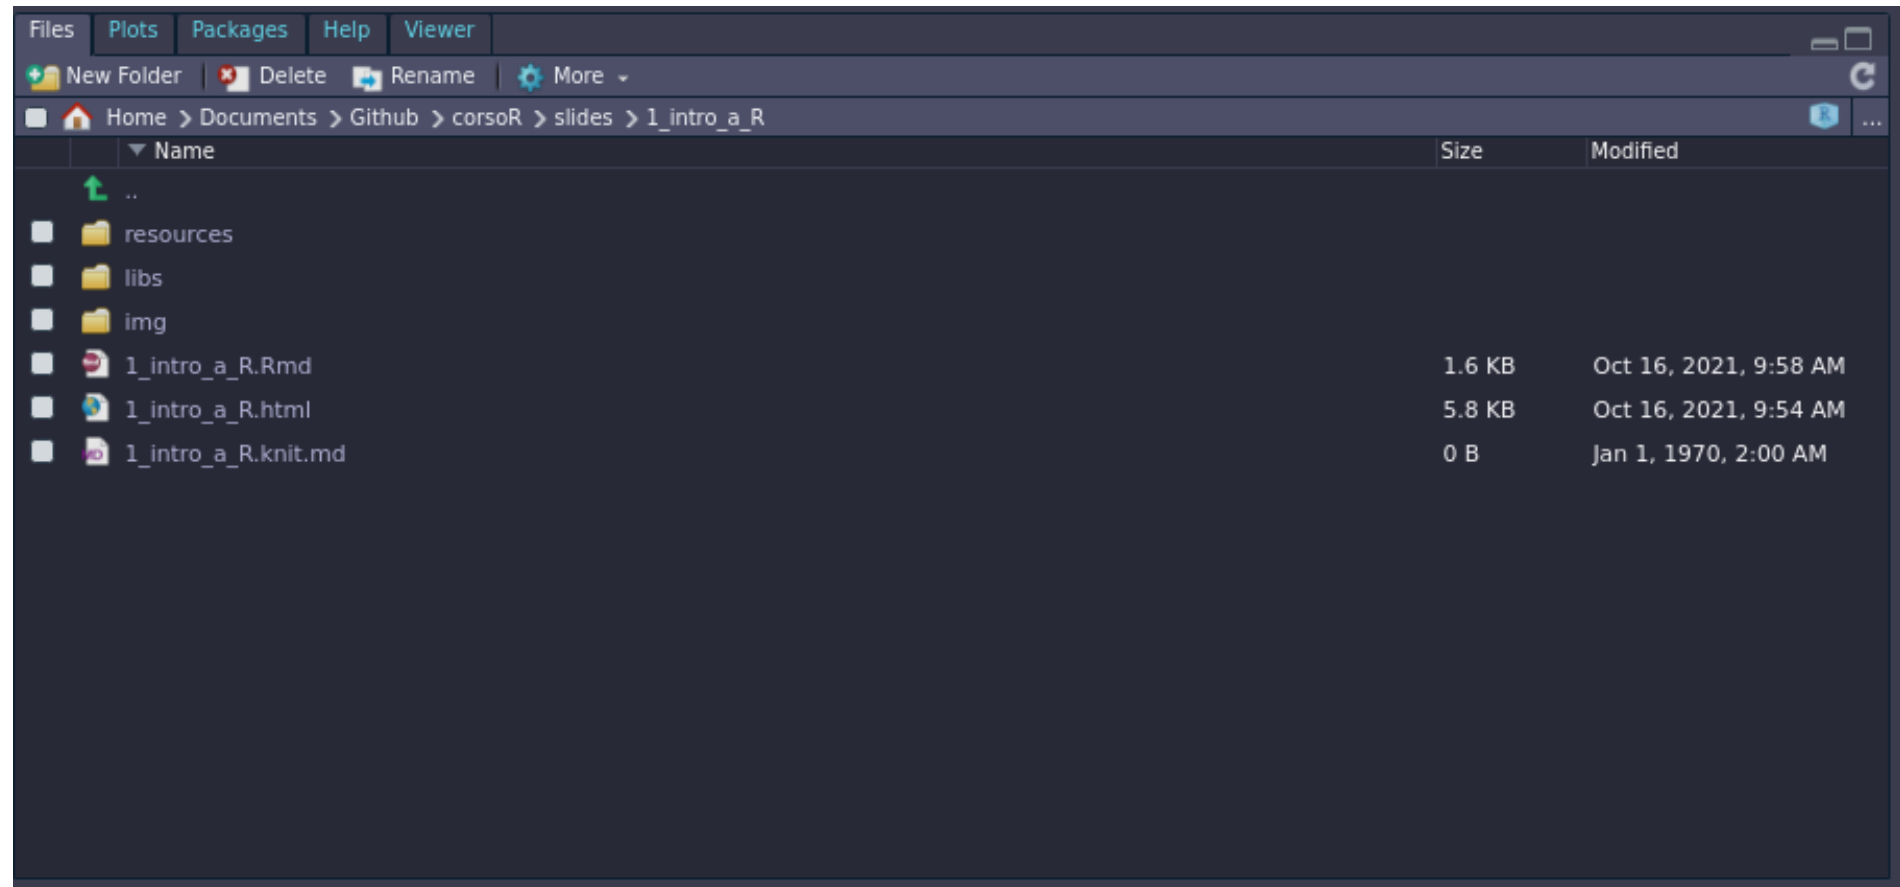 Files Plots Packages Help Viewer
New Folder Delete Rename More
Home Documents Github corsoR slides 1_intro_a_R R ...
Name Size Modified
..
resources
libs
img
1_intro_a_R.Rmd 1.6 KB Oct 16, 2021, 9:58 AM
1_intro_a_R.html 5.8 KB Oct 16, 2021, 9:54 AM
1_intro_a_R.knit.md 0 B Jan 1, 1970, 2:00 AM